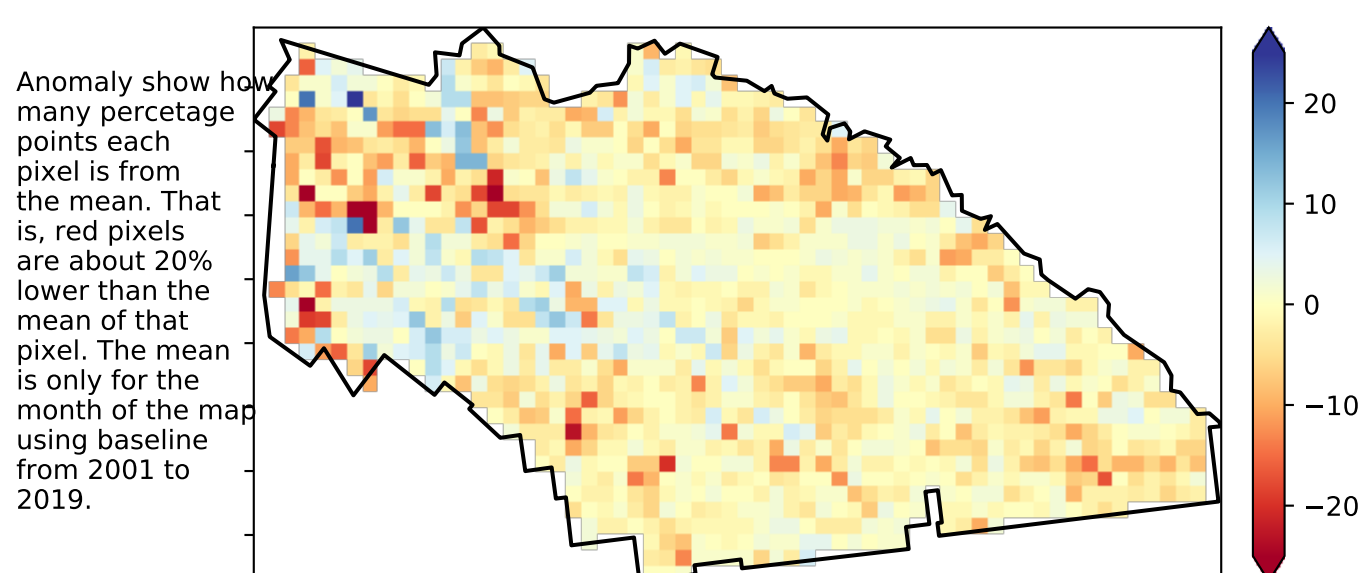 Anomaly show how
many percetage
points each
pixel is from
the mean. That
is, red pixels
are about 20%
lower than the
mean of that
pixel. The mean
is only for the
month of the map
using baseline
from 2001 to
2019.
20
10
0
−10
−20